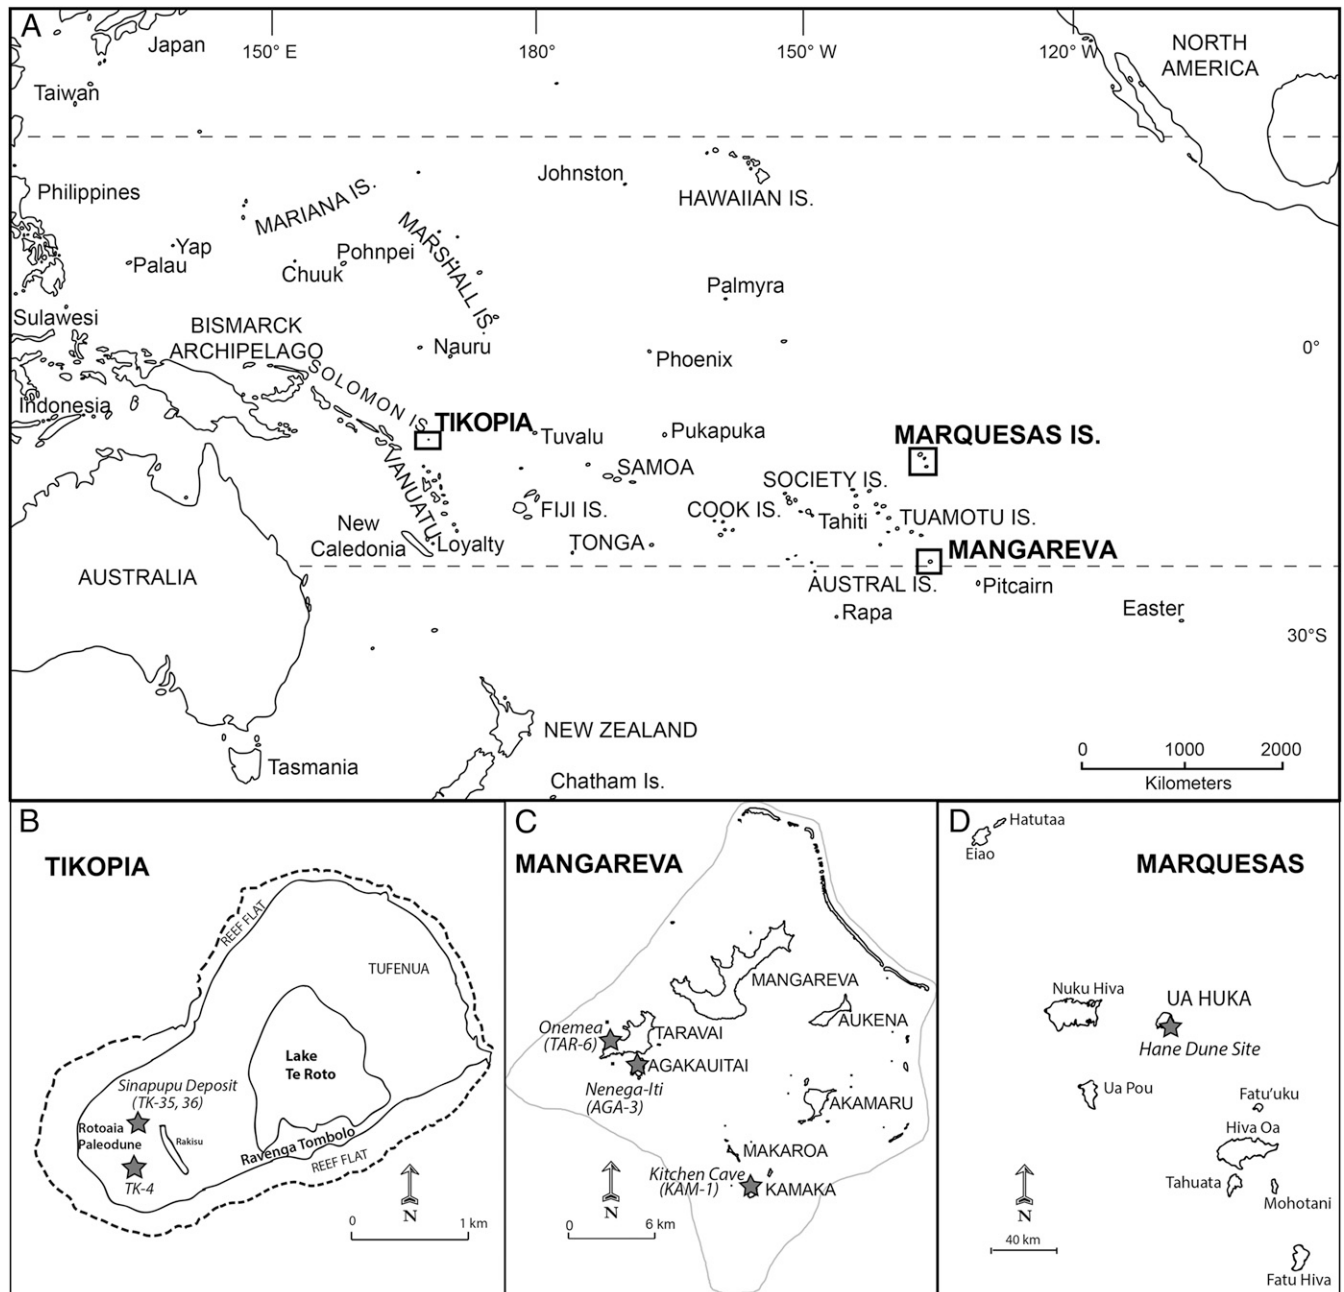 A
Japan
150° E
180°
150° W
120° W
NORTH
AMERICA
Taiwan
Philippines
MARIANA IS.
Johnston
HAWAIIAN IS.
Yap
Palau
Chuuk
Pohnpei
MARSHALL IS.
Palmyra
Sulawesi
BISMARCK
ARCHIPELAGO
Nauru
Phoenix
0°
Indonesia
SOLOMON IS.
TIKOPIA
Tuvalu
Pukapuka
MARQUESAS IS.
SAMOA
SOCIETY IS.
VANUATU
FIJI IS.
COOK IS.
Tahiti
TUAMOTU IS.
New
Caledonia
Loyalty
TONGA
MANGAREVA
AUSTRALIA
AUSTRAL IS.
Pitcairn
Rapa
Easter
30°S
NEW ZEALAND
Tasmania
Chatham Is.
0 1000 2000
Kilometers
B
TIKOPIA
REEF FLAT
TUFENUA
Lake
Te Roto
Sinapupu Deposit
(TK-35, 36)
Rotoaia
Paleodune
Rakisu
TK-4
Ravenga Tombolo
REEF FLAT
N
0 1 km
C
MANGAREVA
MANGAREVA
AUKENA
Onemea
(TAR-6)
TARAVAI
AGAKAUITAI
Nenega-Iti
(AGA-3)
AKAMARU
MAKAROA
Kitchen Cave
(KAM-1)
KAMAKA
N
0 6 km
D
Hatutaa
Eiao
MARQUESAS
Nuku Hiva
UA HUKA
Hane Dune Site
Ua Pou
Fatu'uku
Hiva Oa
Tahuata
Mohotani
N
40 km
Fatu Hiva